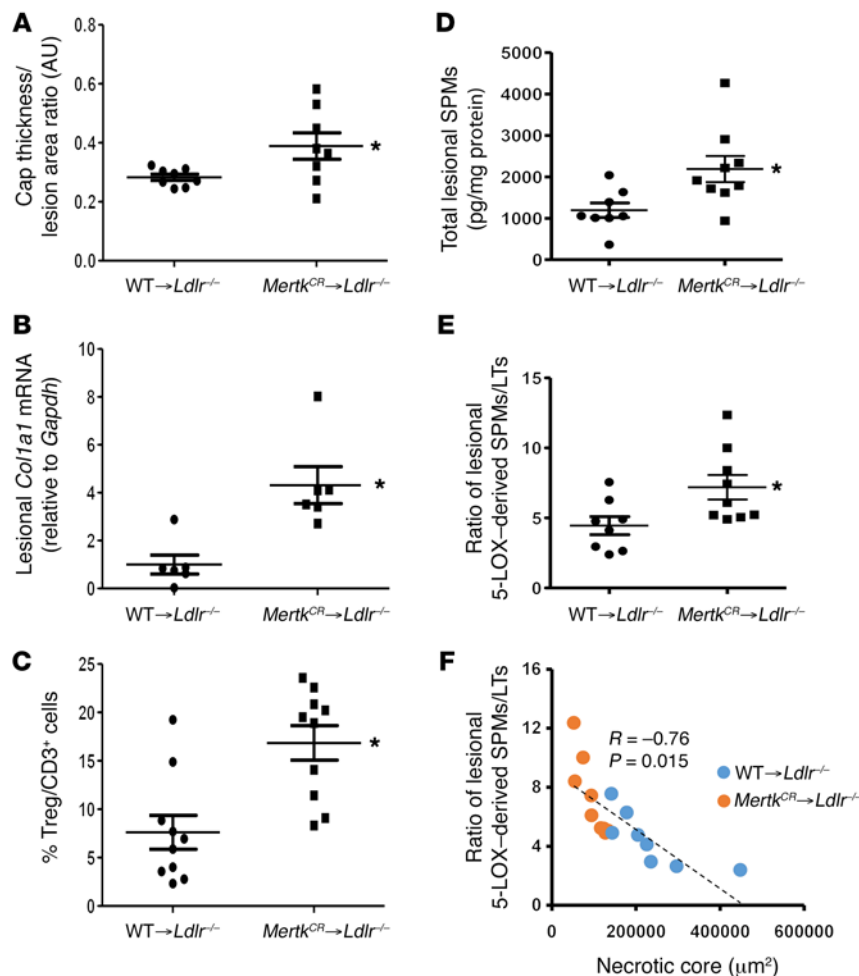 A
Cap thickness/
lesion area ratio (AU)
0.8
0.6
0.4
0.2
0.0
*
WT→Ldlr–/–
MertkCR→Ldlr–/–
B
Lesional Col1a1 mRNA
(relative to Gapdh)
10
8
6
4
2
0
*
WT→Ldlr–/–
MertkCR→Ldlr–/–
C
% Treg/CD3+ cells
25
20
15
10
5
0
*
WT→Ldlr–/–
MertkCR→Ldlr–/–
D
Total lesional SPMs
(pg/mg protein)
5000
4000
3000
2000
1000
0
*
WT→Ldlr–/–
MertkCR→Ldlr–/–
E
Ratio of lesional
5-LOX–derived SPMs/LTs
15
10
5
0
*
WT→Ldlr–/–
MertkCR→Ldlr–/–
F
Ratio of lesional
5-LOX–derived SPMs/LTs
16
12
8
4
0
R = –0.76
P = 0.015
WT→Ldlr–/–
MertkCR→Ldlr–/–
0 200000 400000 600000
Necrotic core (μm2)